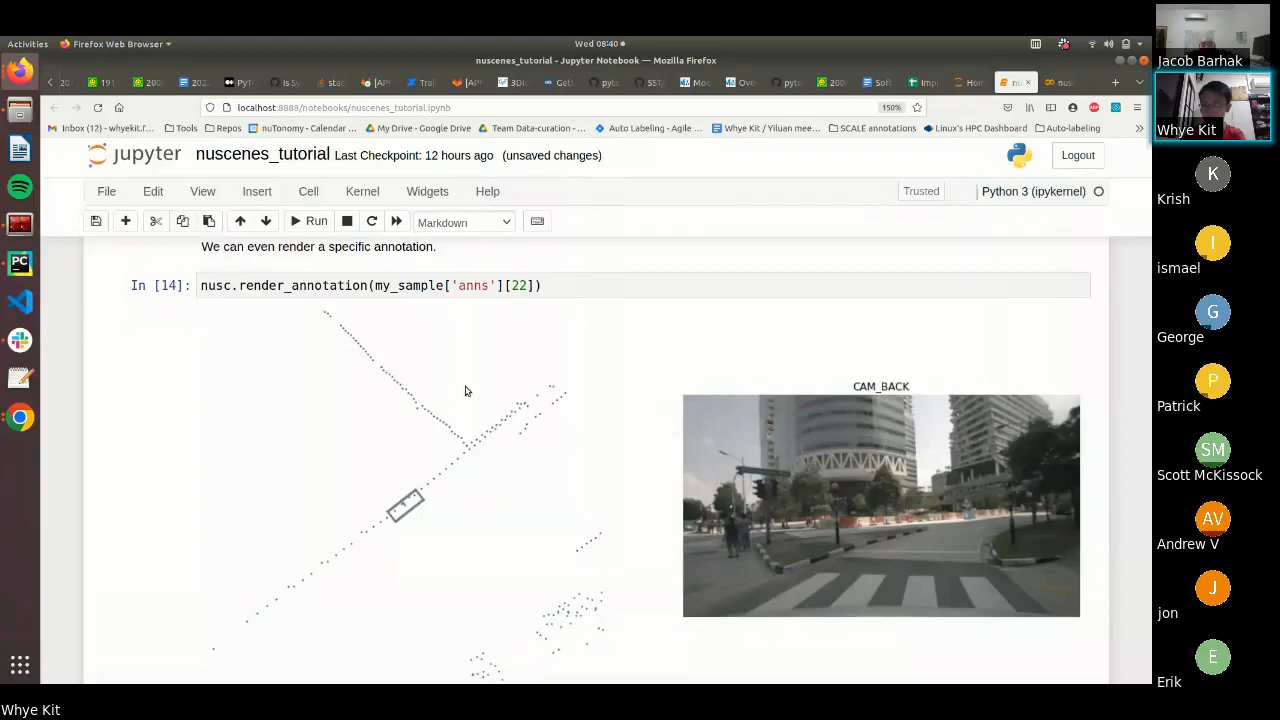 Activities
Firefox Web Browser
Wed 08:40
nuscenes_tutorial - Jupyter Notebook — Mozilla Firefox
localhost:8888/notebooks/nuscenes_tutorial.ipynb
150%
Inbox (12) - whyekit.f…
Tools
Repos
nuTonomy - Calendar …
My Drive - Google Drive
Team Data-curation - …
Auto Labeling - Agile …
Whye Kit / Yiluan mee…
SCALE annotations
Linux's HPC Dashboard
Auto-labeling
jupyter
nuscenes_tutorial
Last Checkpoint: 12 hours ago
(unsaved changes)
Logout
File
Edit
View
Insert
Cell
Kernel
Widgets
Help
Trusted
Python 3 (ipykernel)
Run
Markdown
We can even render a specific annotation.
In [14]:
nusc.render_annotation(my_sample['anns'][22])
CAM_BACK
Jacob Barhak
Whye Kit
K
Krish
I
ismael
G
George
P
Patrick
SM
Scott McKissock
AV
Andrew V
J
jon
E
Erik
Whye Kit